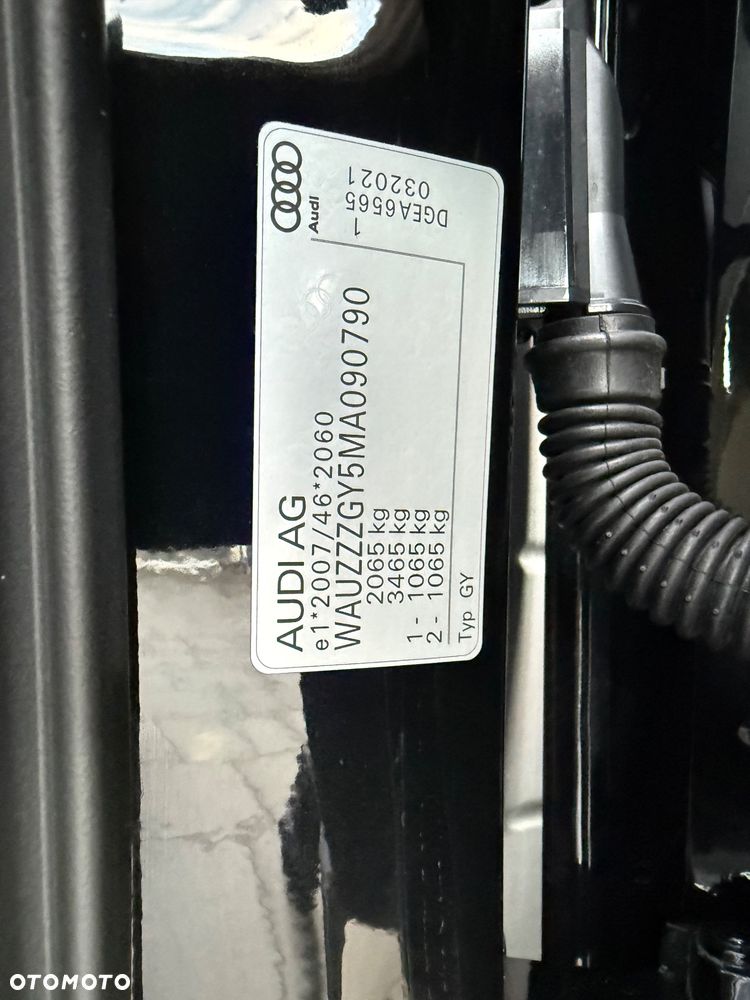 AUDI AG
e1*2007/46*2060
WAUZZZGY5MA090790
2065 kg
3465 kg
1- 1065 kg
2- 1065 kg
Typ GY
Audi
1
DGEA6565
032021
OTOMOTO